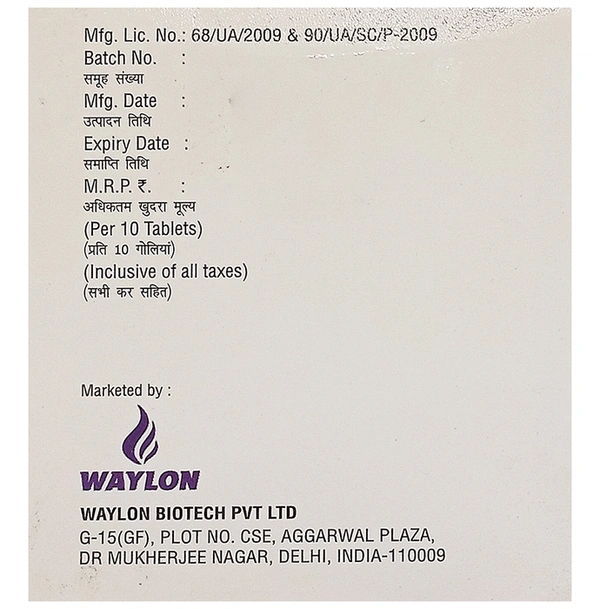 Mfg. Lic. No.: 68/UA/2009 & 90/UA/SC/P-2009
Batch No. :
समूह संख्या
Mfg. Date :
उत्पादन तिथि
Expiry Date :
समाप्ति तिथि
M.R.P. ₹. :
अधिकतम खुदरा मूल्य
(Per 10 Tablets)
(प्रति 10 गोलियां)
(Inclusive of all taxes)
(सभी कर सहित)
Marketed by :
WAYLON
WAYLON BIOTECH PVT LTD
G-15(GF), PLOT NO. CSE, AGGARWAL PLAZA,
DR MUKHERJEE NAGAR, DELHI, INDIA-110009